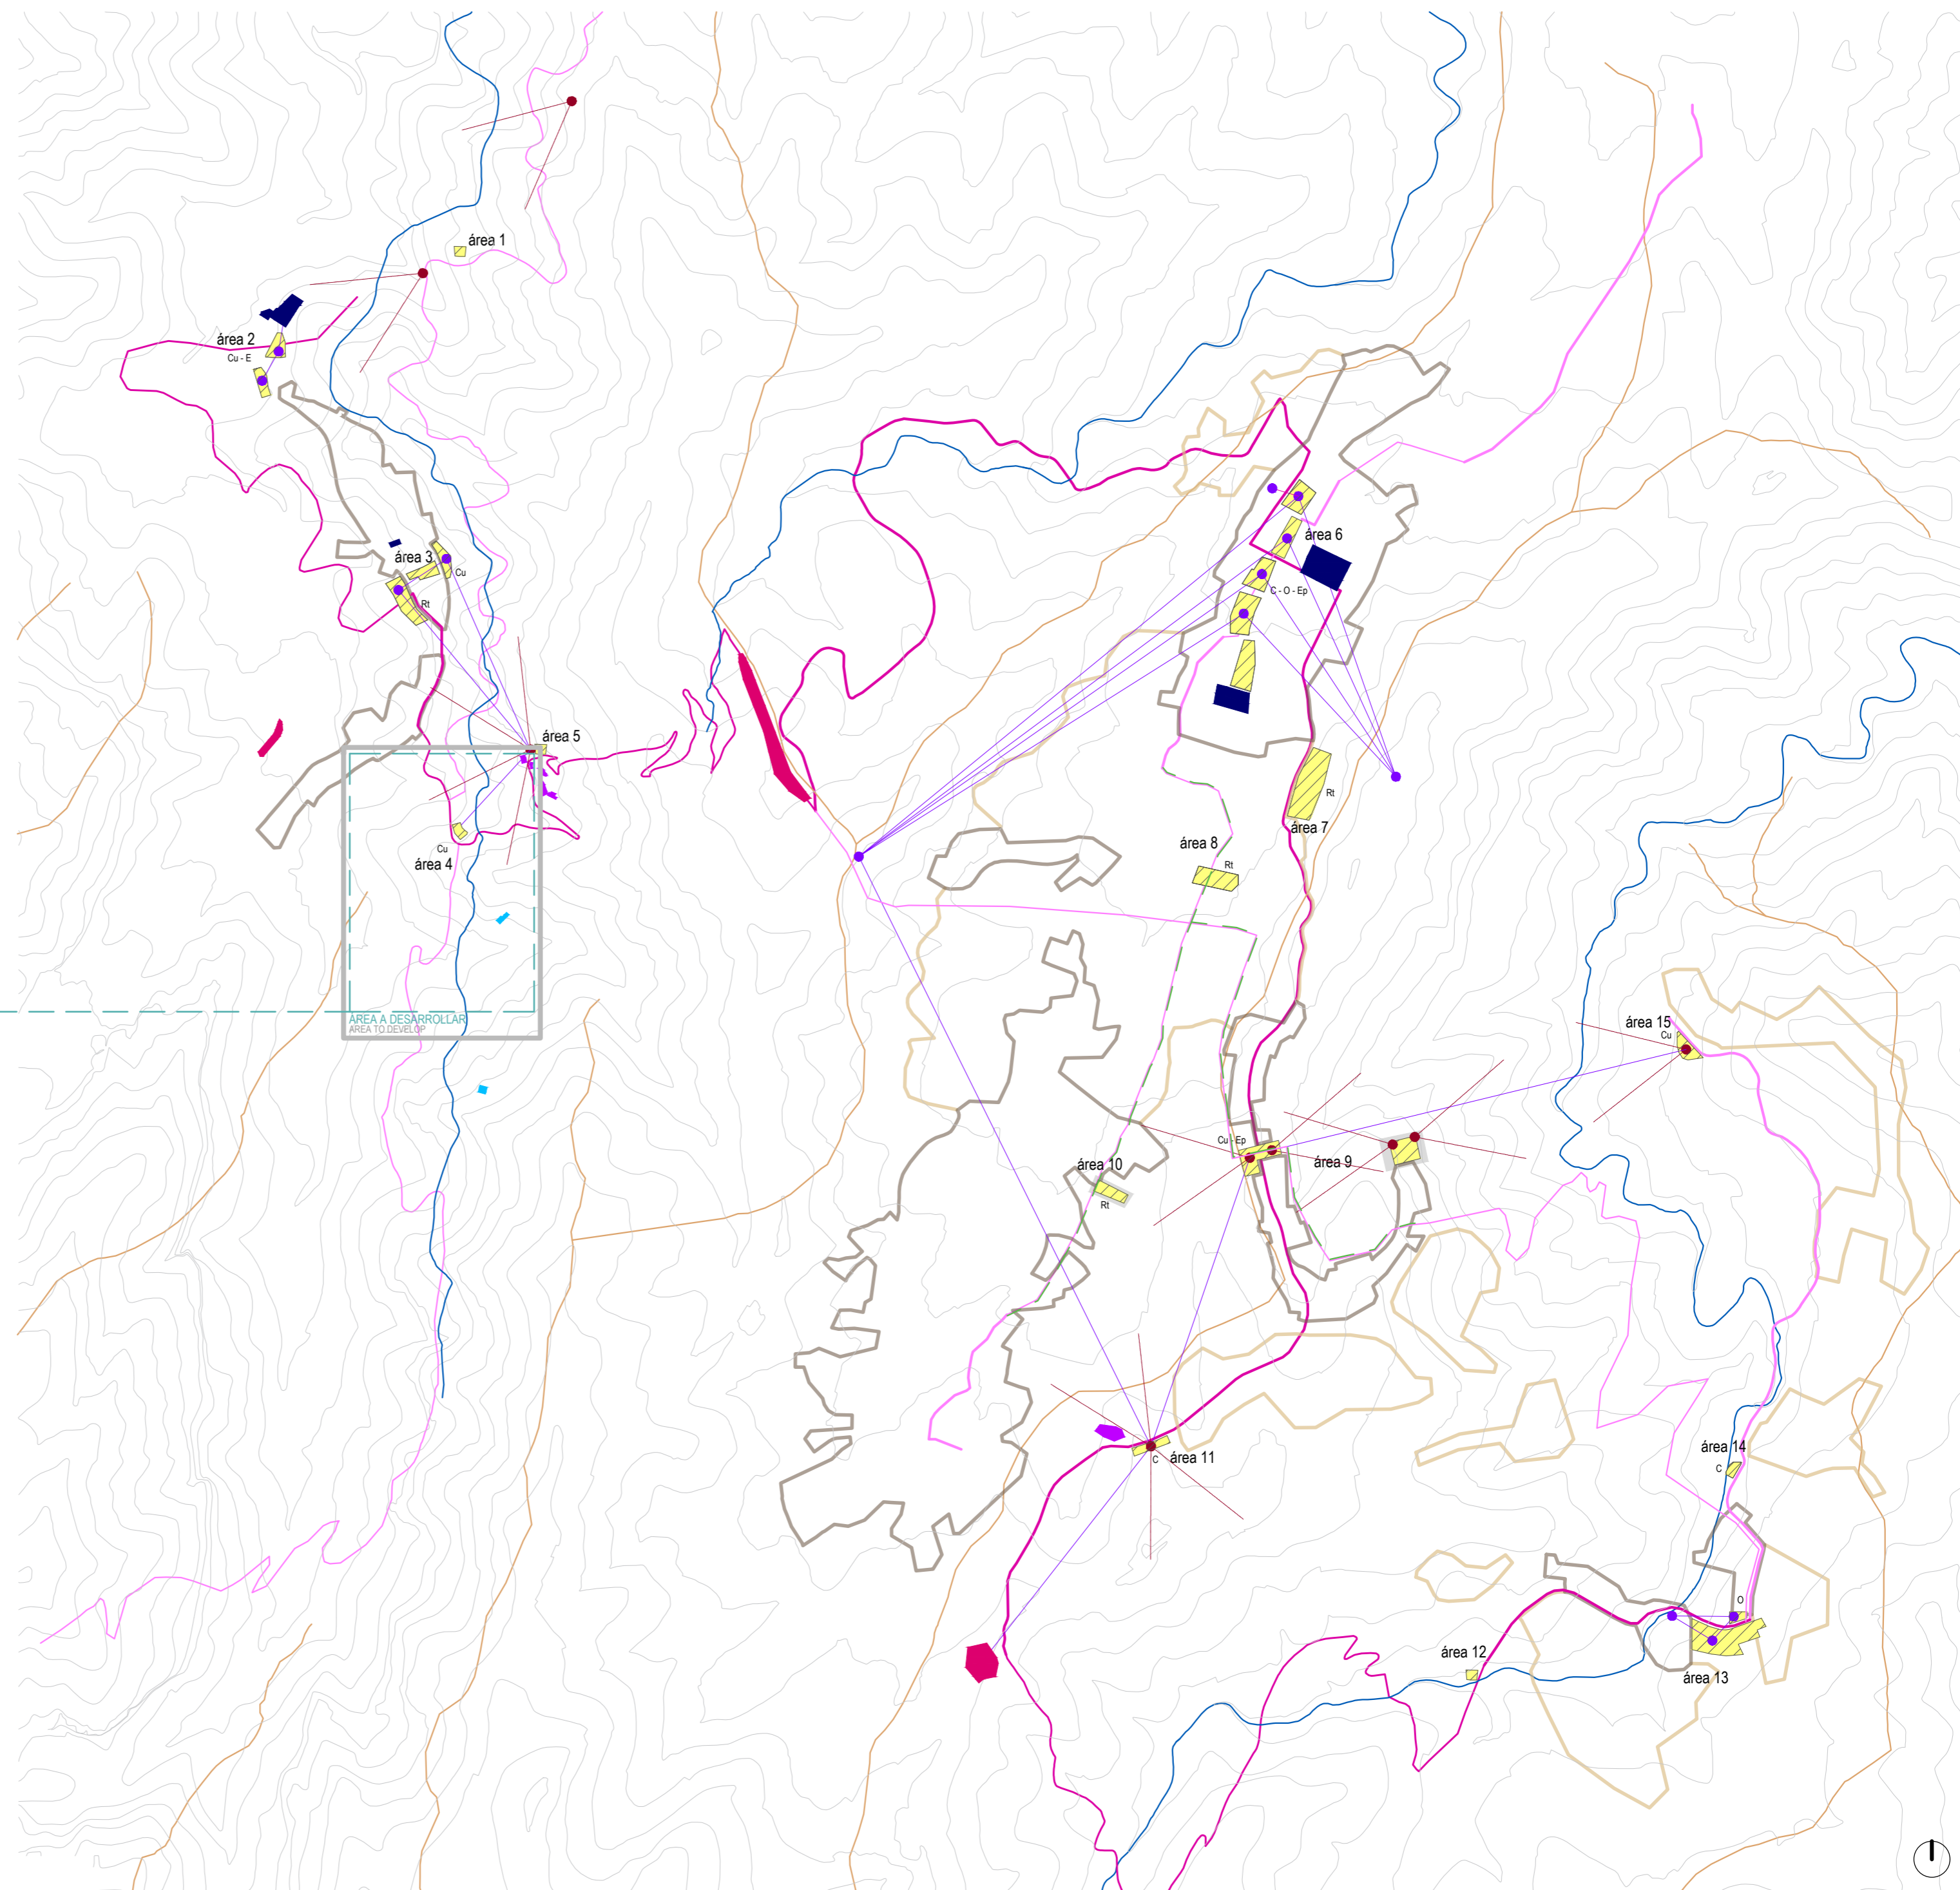 área 1
área 2
Cu - E
área 3
Cu
Rt
área 5
Cu
área 4
ÁREA A DESARROLLAR
AREA TO DEVELOP
área 6
C - O - Ep
Rt
área 7
área 8
Rt
área 15
Cu
Cu - Ep
área 9
área 10
Rt
C
área 11
área 14
C
O
área 12
área 13